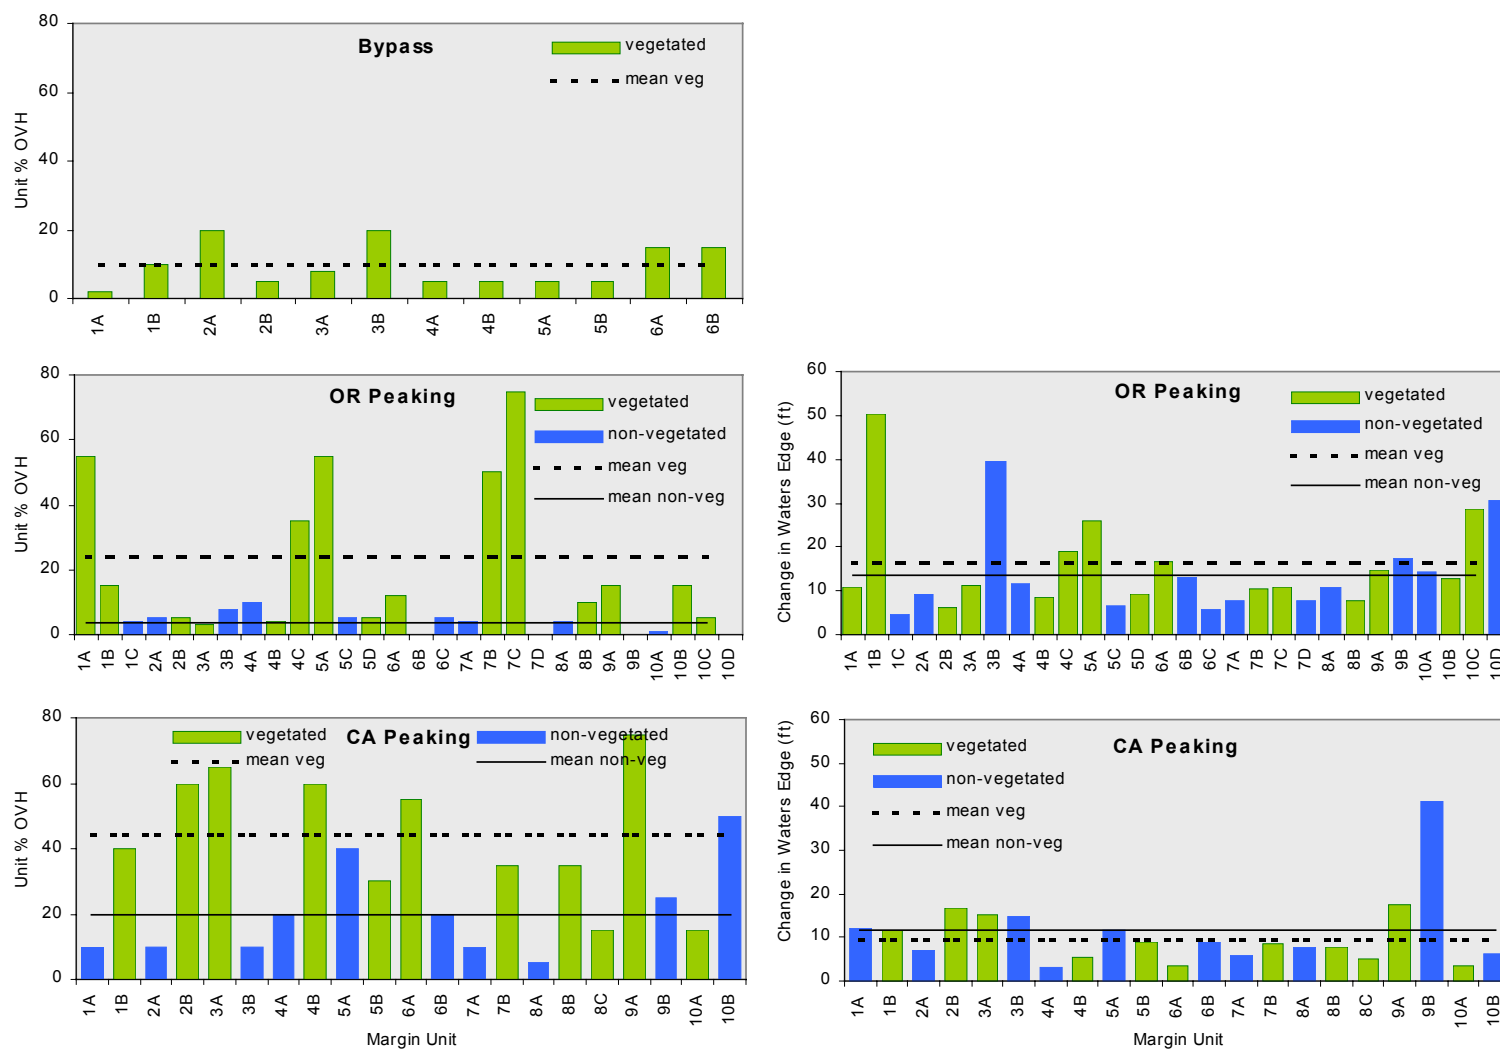 Bypass
vegetated
mean veg
Unit % OVH
80
60
40
20
0
1A 1B 2A 2B 3A 3B 4A 4B 5A 5B 6A 6B
OR Peaking
vegetated
non-vegetated
mean veg
mean non-veg
Unit % OVH
80
60
40
20
0
1A 1B 1C 2A 2B 3A 3B 4A 4B 4C 5A 5C 5D 6A 6B 6C 7A 7B 7C 7D 8A 8B 9A 9B 10A 10B 10C 10D
OR Peaking
vegetated
non-vegetated
mean veg
mean non-veg
Change in Waters Edge (ft)
60
50
40
30
20
10
0
1A 1B 1C 2A 2B 3A 3B 4A 4B 4C 5A 5C 5D 6A 6B 6C 7A 7B 7C 7D 8A 8B 9A 9B 10A 10B 10C 10D
CA Peaking
vegetated
non-vegetated
mean veg
mean non-veg
Unit % OVH
80
60
40
20
0
1A 1B 2A 2B 3A 3B 4A 4B 5A 5B 6A 6B 7A 7B 8A 8B 8C 9A 9B 10A 10B
Margin Unit
CA Peaking
vegetated
non-vegetated
mean veg
mean non-veg
Change in Waters Edge (ft)
60
50
40
30
20
10
0
1A 1B 2A 2B 3A 3B 4A 4B 5A 5B 6A 6B 7A 7B 8A 8B 8C 9A 9B 10A 10B
Margin Unit